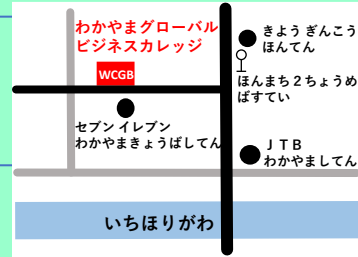 わかやまグローバル
ビジネスカレッジ
WCGB
きよう ぎんこう
ほんてん
ほんまち２ちょうめ
ばすてい
セブン イレブン
わかやまきょうばしてん
ＪＴＢ
わかやましてん
いちほりがわ